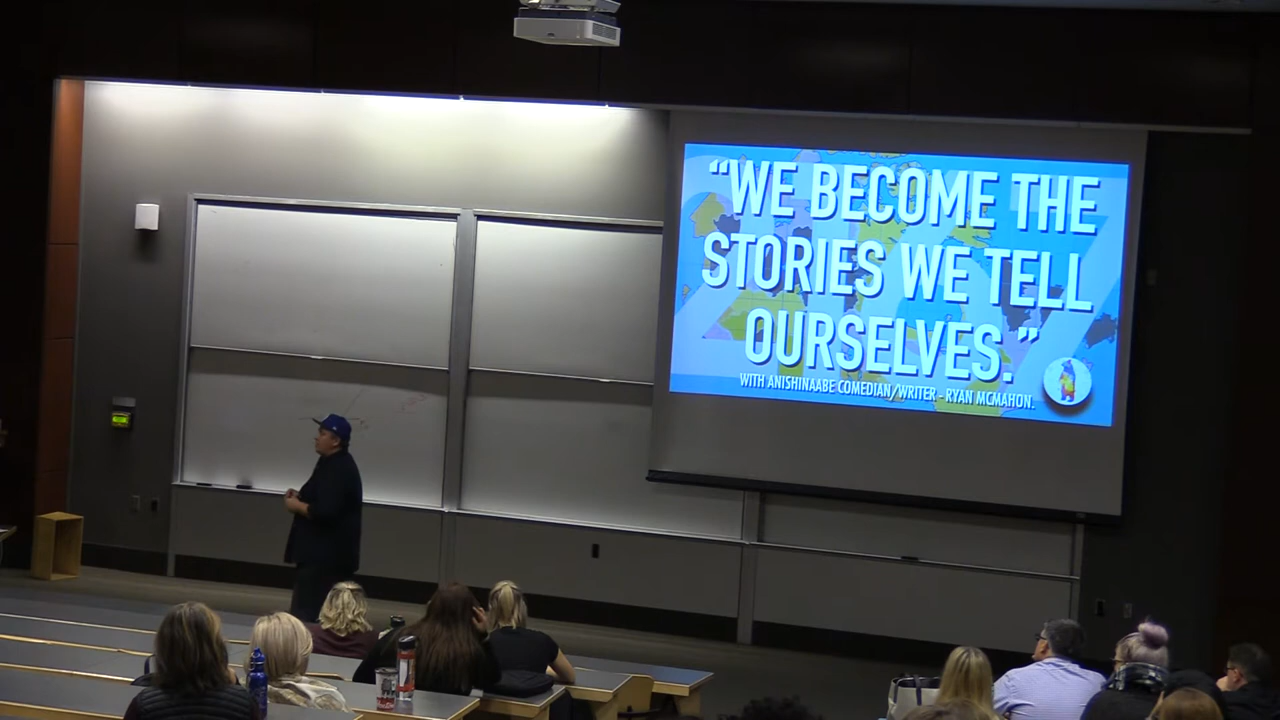 “WE BECOME THE
STORIES WE TELL
OURSELVES.”
WITH ANISHINAABE COMEDIAN/WRITER - RYAN MCMAHON.